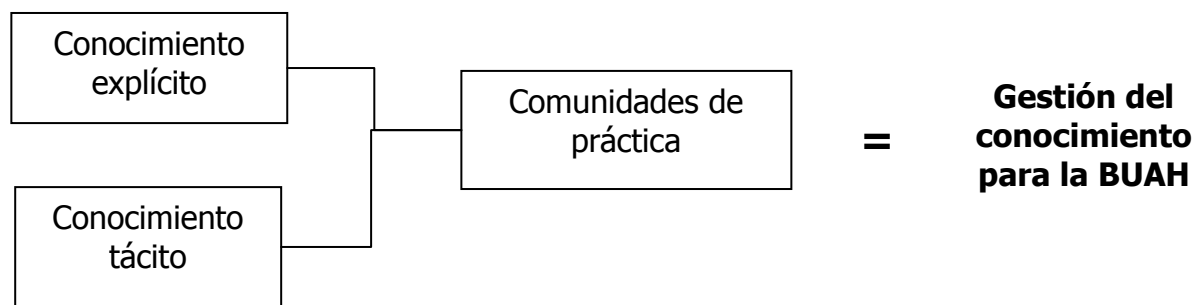 Conocimiento
explícito
Conocimiento
tácito
Comunidades de
práctica
=
Gestión del
conocimiento
para la BUAH